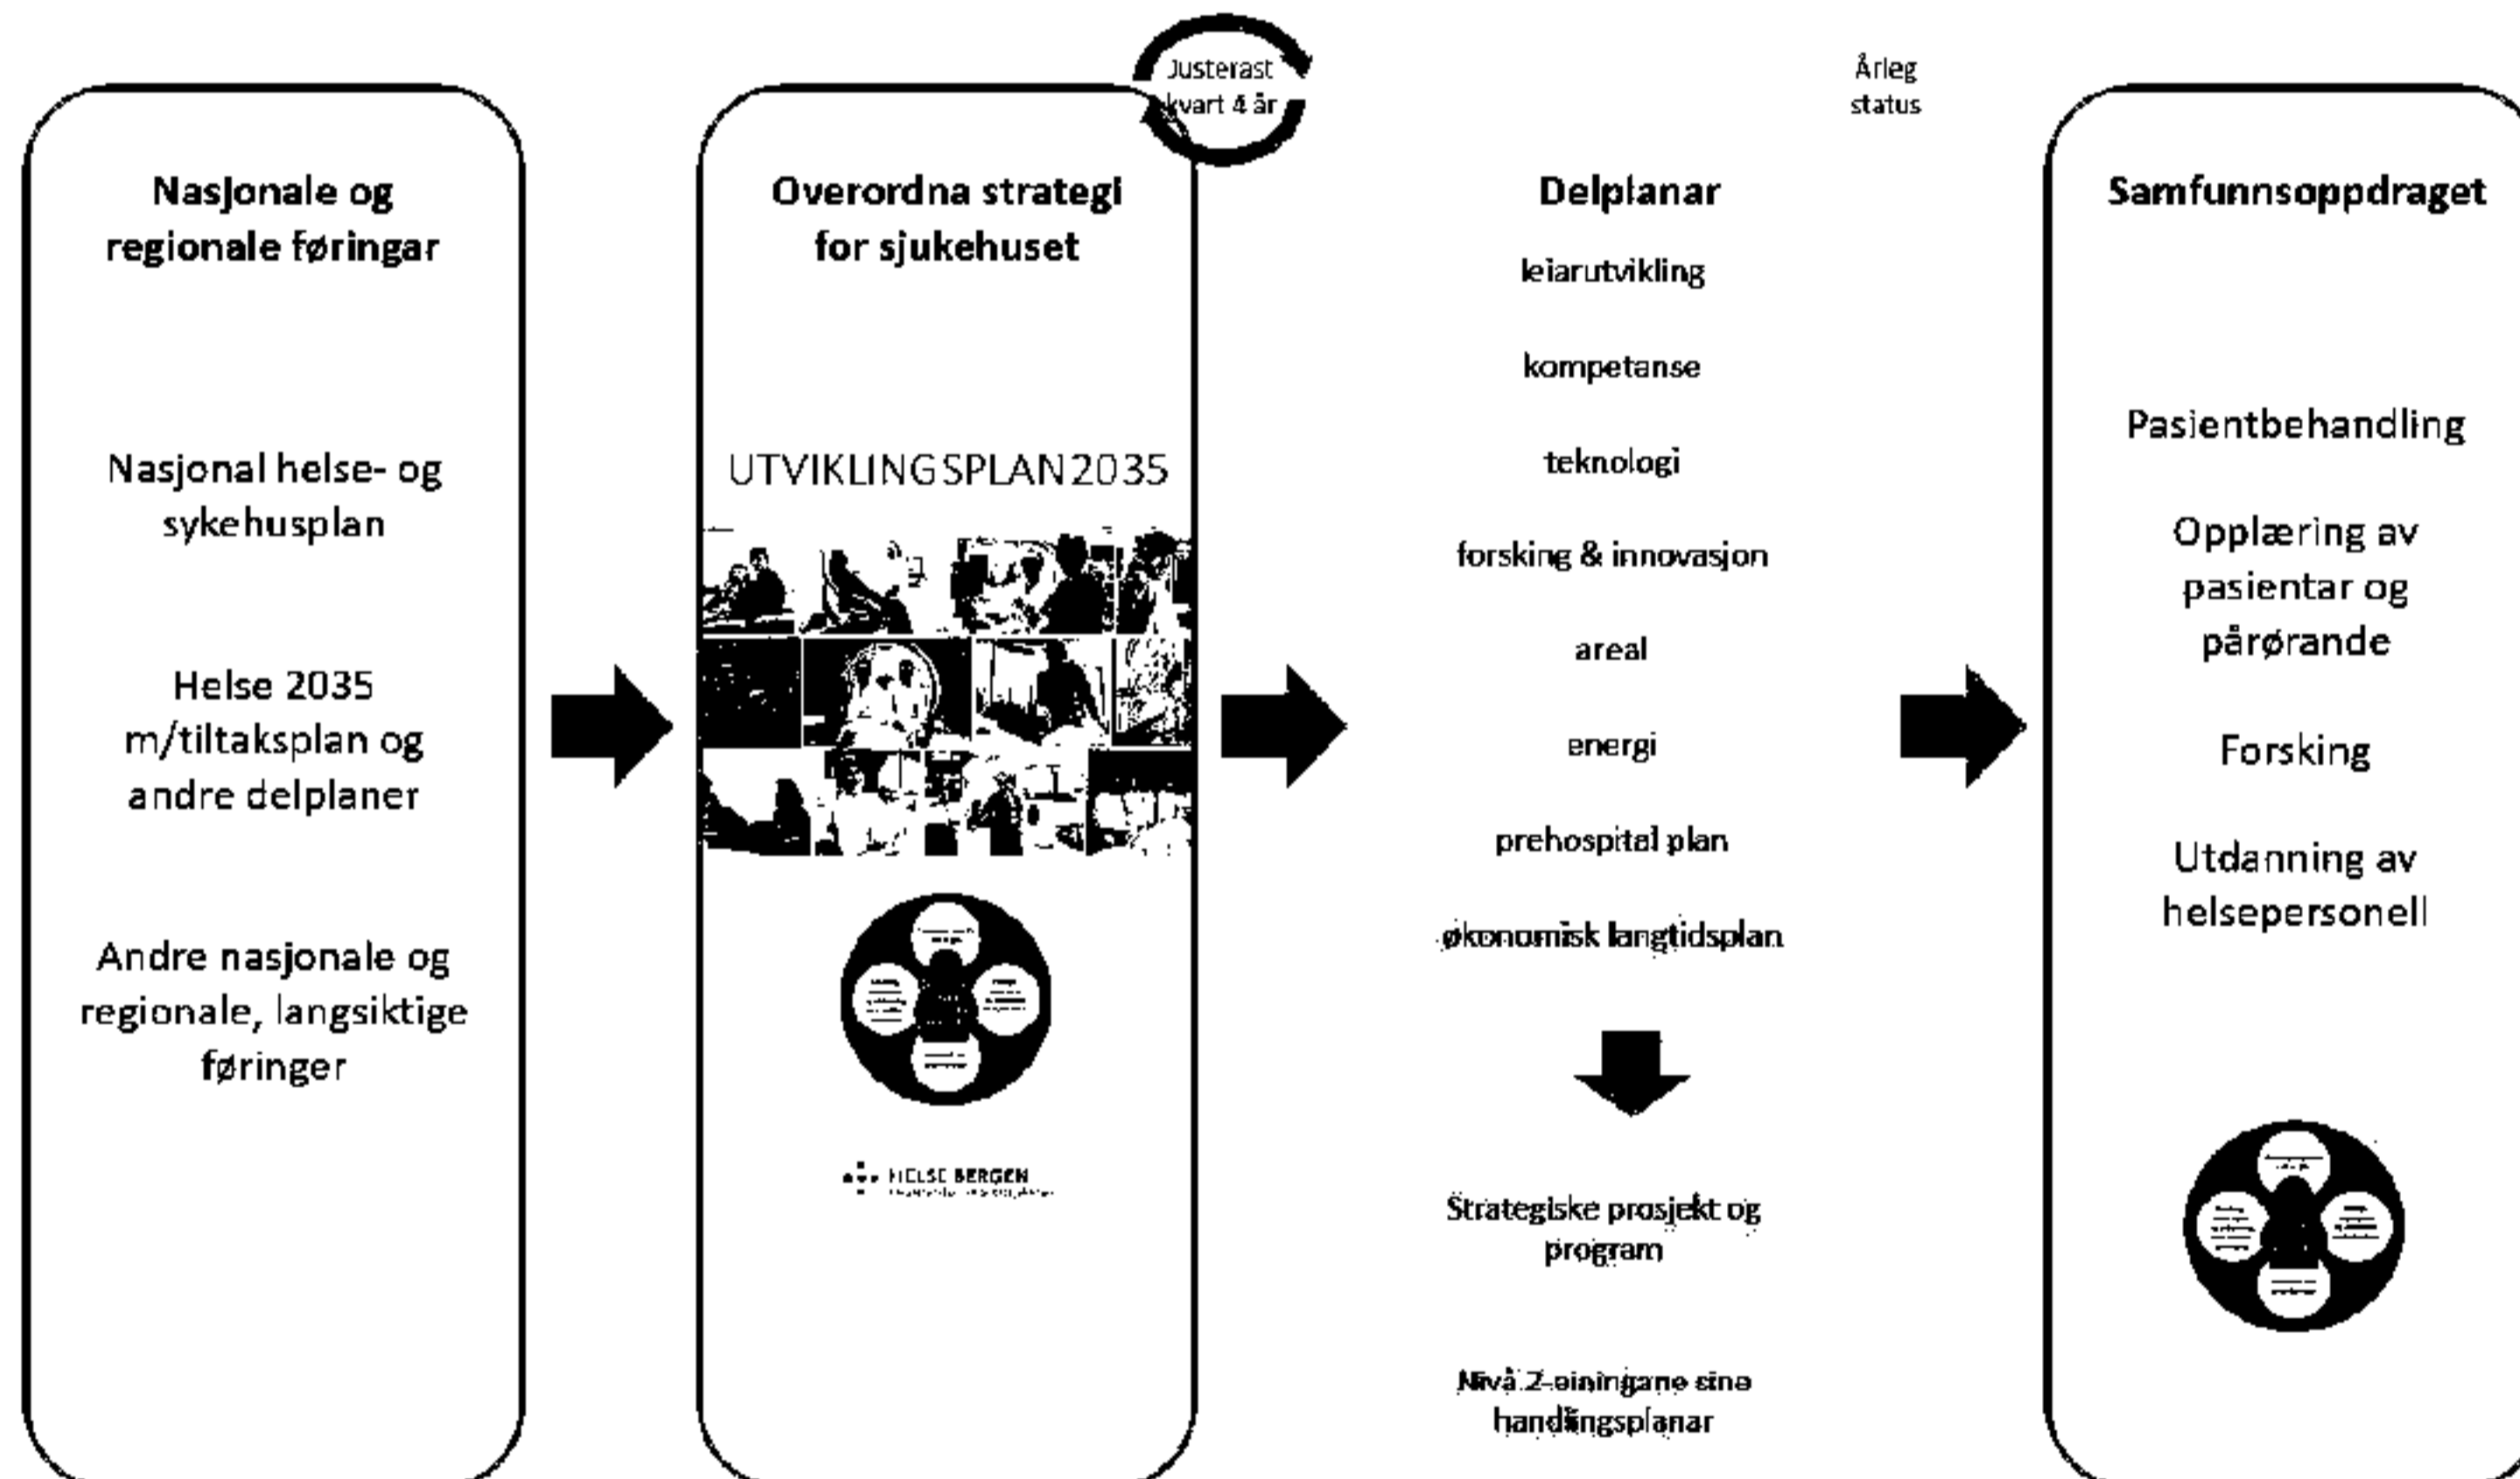 Nasjonale og
regionale føringar
Nasjonal helse- og
sykehusplan
Helse 2035
m/tiltaksplan og
andre delplaner
Andre nasjonale og
regionale, langsiktige
føringer
Justerast
kvart 4 år
Overordna strategi
for sjukehuset
UTVIKLINGSPLAN 2035
HELSE BERGEN
Årleg
status
Delplanar
leiarutvikling
kompetanse
teknologi
forsking & innovasjon
areal
energi
prehospital plan
økonomisk langtidsplan
Strategiske prosjekt og
program
Nivå 2-einingane sine
handlingsplanar
Samfunnsoppdraget
Pasientbehandling
Opplæring av
pasientar og
pårørande
Forsking
Utdanning av
helsepersonell